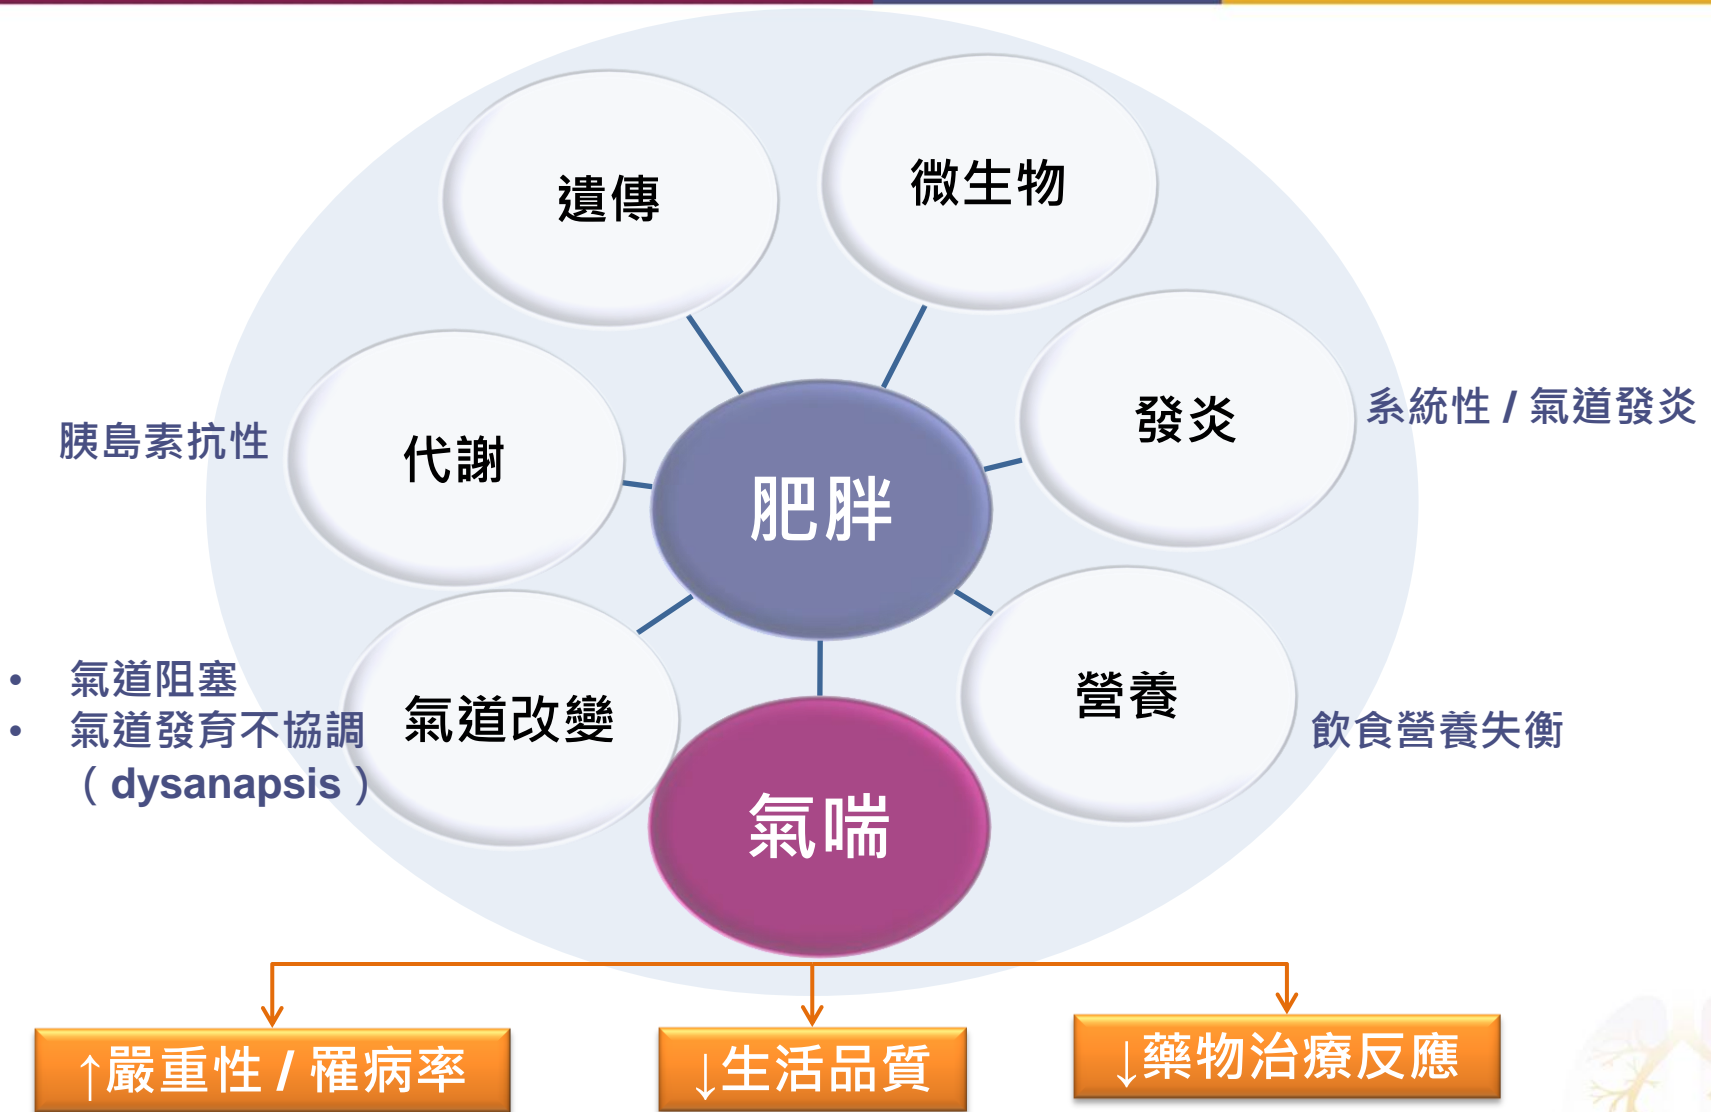 遺傳
微生物
代謝
胰島素抗性
發炎
系統性 / 氣道發炎
肥胖
氣道改變
• 氣道阻塞
• 氣道發育不協調
（dysanapsis）
營養
飲食營養失衡
氣喘
↑嚴重性 / 罹病率
↓生活品質
↓藥物治療反應